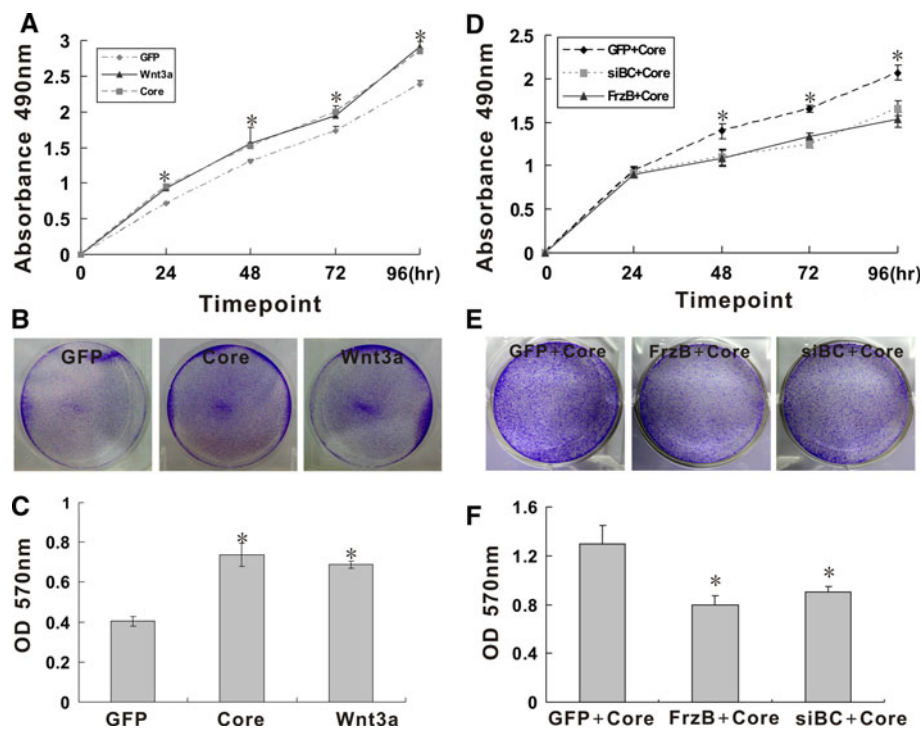 A
Absorbance 490nm
3
2.5
2
1.5
1
0.5
0
GFP
Wnt3a
Core
*
*
*
*
0 24 48 72 96(hr)
Timepoint
B
GFP Core Wnt3a
C
OD 570nm
1
0.8
0.6
0.4
0.2
0
*
*
GFP Core Wnt3a
D
Absorbance 490nm
2.5
2
1.5
1
0.5
0
GFP+Core
siBC+Core
FrzB+Core
*
*
*
0 24 48 72 96(hr)
Timepoint
E
GFP+Core FrzB+Core siBC+Core
F
OD 570nm
1.6
1.2
0.8
0.4
0
*
*
GFP+Core FrzB+Core siBC+Core